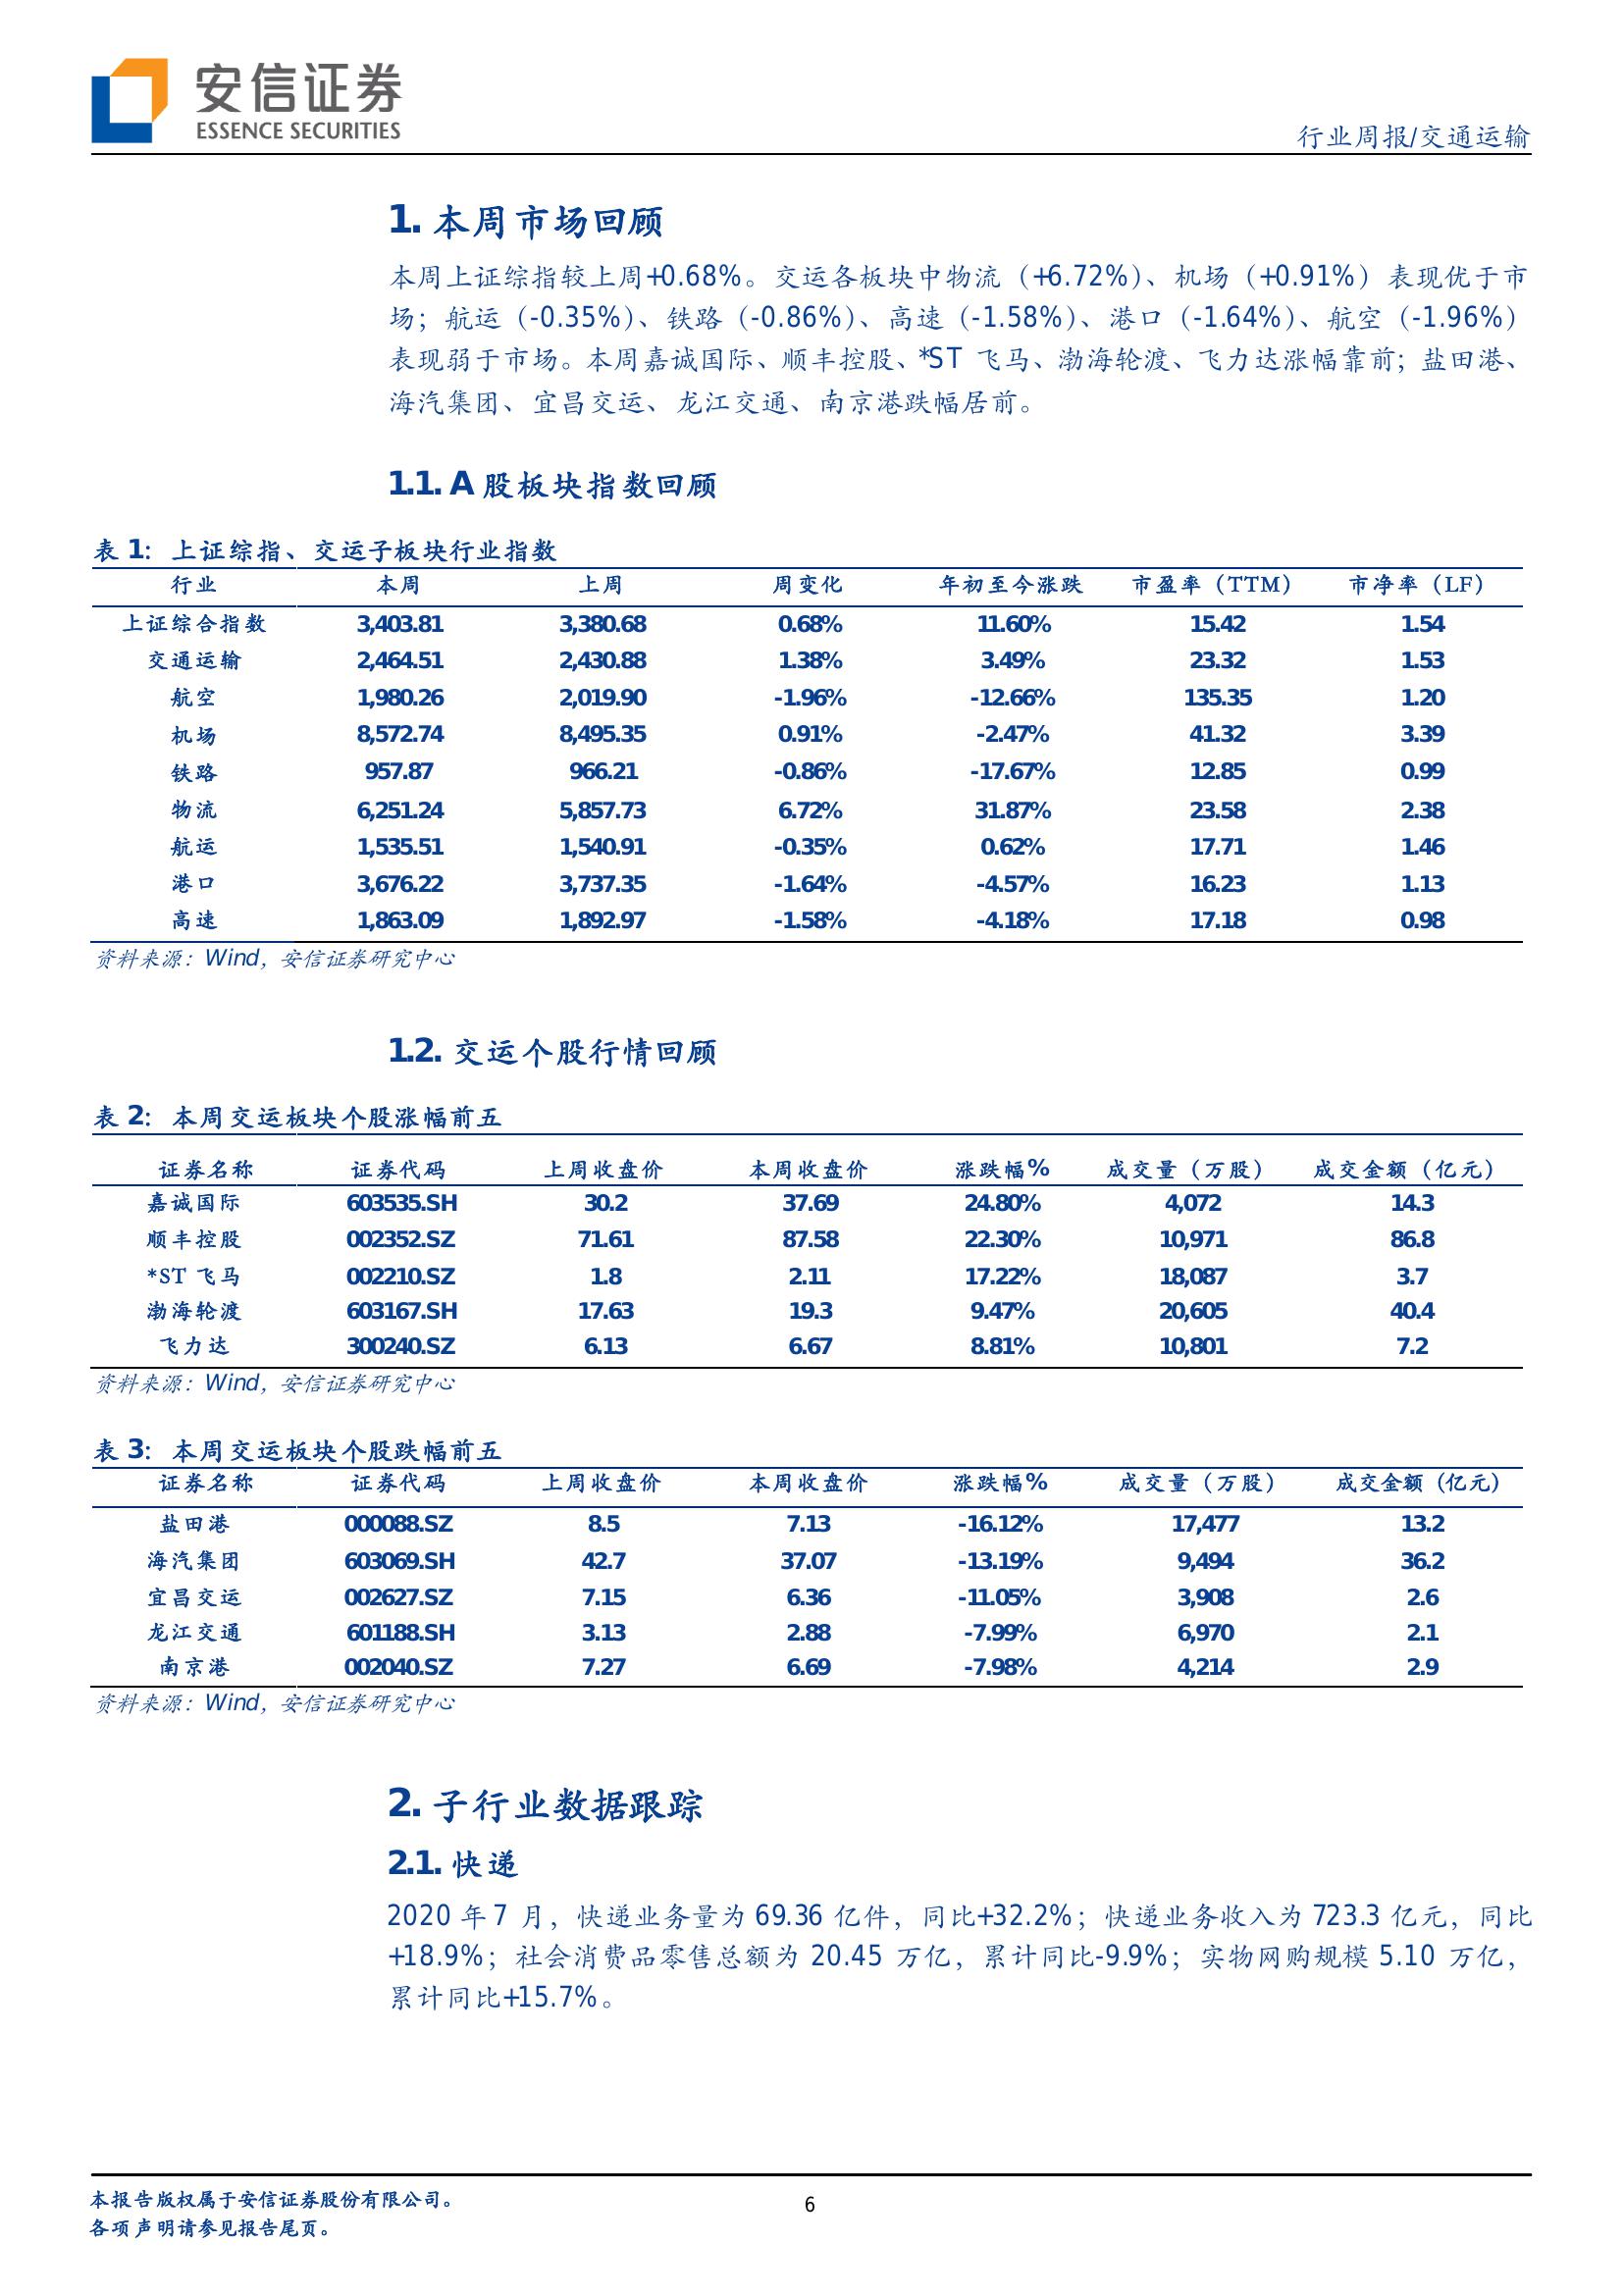 安信证券
ESSENCE SECURITIES
行业周报/交通运输
1. 本周市场回顾
本周上证综指较上周+0.68%。交运各板块中物流（+6.72%）、机场（+0.91%）表现优于市
场；航运（-0.35%）、铁路（-0.86%）、高速（-1.58%）、港口（-1.64%）、航空（-1.96%）
表现弱于市场。本周嘉诚国际、顺丰控股、*ST 飞马、渤海轮渡、飞力达涨幅靠前；盐田港、
海汽集团、宜昌交运、龙江交通、南京港跌幅居前。
1.1. A 股板块指数回顾
表 1：上证综指、交运子板块行业指数
行业 本周 上周 周变化 年初至今涨跌 市盈率（TTM） 市净率（LF）
上证综合指数 3,403.81 3,380.68 0.68% 11.60% 15.42 1.54
交通运输 2,464.51 2,430.88 1.38% 3.49% 23.32 1.53
航空 1,980.26 2,019.90 -1.96% -12.66% 135.35 1.20
机场 8,572.74 8,495.35 0.91% -2.47% 41.32 3.39
铁路 957.87 966.21 -0.86% -17.67% 12.85 0.99
物流 6,251.24 5,857.73 6.72% 31.87% 23.58 2.38
航运 1,535.51 1,540.91 -0.35% 0.62% 17.71 1.46
港口 3,676.22 3,737.35 -1.64% -4.57% 16.23 1.13
高速 1,863.09 1,892.97 -1.58% -4.18% 17.18 0.98
资料来源：Wind，安信证券研究中心
1.2. 交运个股行情回顾
表 2：本周交运板块个股涨幅前五
证券名称 证券代码 上周收盘价 本周收盘价 涨跌幅% 成交量（万股） 成交金额（亿元）
嘉诚国际 603535.SH 30.2 37.69 24.80% 4,072 14.3
顺丰控股 002352.SZ 71.61 87.58 22.30% 10,971 86.8
*ST 飞马 002210.SZ 1.8 2.11 17.22% 18,087 3.7
渤海轮渡 603167.SH 17.63 19.3 9.47% 20,605 40.4
飞力达 300240.SZ 6.13 6.67 8.81% 10,801 7.2
资料来源：Wind，安信证券研究中心
表 3：本周交运板块个股跌幅前五
证券名称 证券代码 上周收盘价 本周收盘价 涨跌幅% 成交量（万股） 成交金额（亿元）
盐田港 000088.SZ 8.5 7.13 -16.12% 17,477 13.2
海汽集团 603069.SH 42.7 37.07 -13.19% 9,494 36.2
宜昌交运 002627.SZ 7.15 6.36 -11.05% 3,908 2.6
龙江交通 601188.SH 3.13 2.88 -7.99% 6,970 2.1
南京港 002040.SZ 7.27 6.69 -7.98% 4,214 2.9
资料来源：Wind，安信证券研究中心
2. 子行业数据跟踪
2.1. 快递
2020 年 7 月，快递业务量为 69.36 亿件，同比+32.2%；快递业务收入为 723.3 亿元，同比
+18.9%；社会消费品零售总额为 20.45 万亿，累计同比-9.9%；实物网购规模 5.10 万亿，
累计同比+15.7%。
本报告版权属于安信证券股份有限公司。
各项声明请参见报告尾页。
6